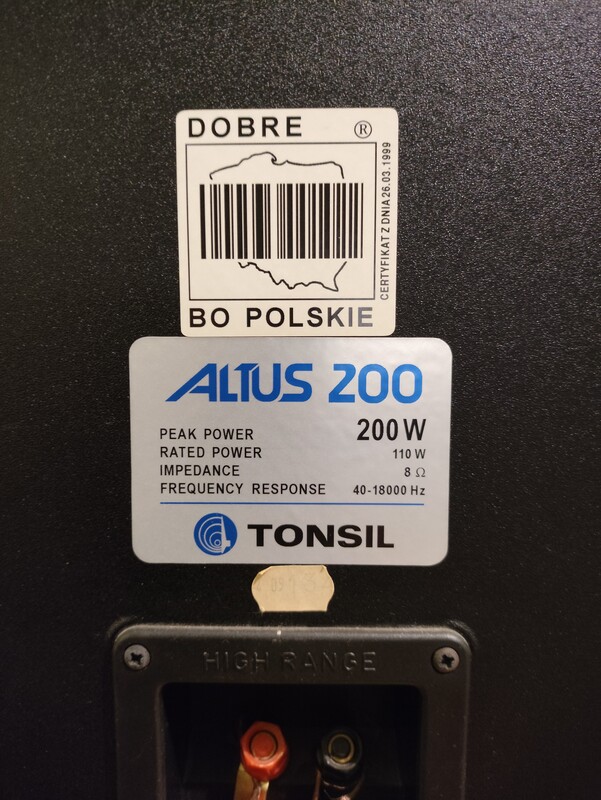 DOBRE ®
CERTYFIKAT Z DNIA 26.03.1999
BO POLSKIE
ALTUS 200
PEAK POWER 200 W
RATED POWER 110 W
IMPEDANCE 8 Ω
FREQUENCY RESPONSE 40-18000 Hz
TONSIL
HIGH RANGE